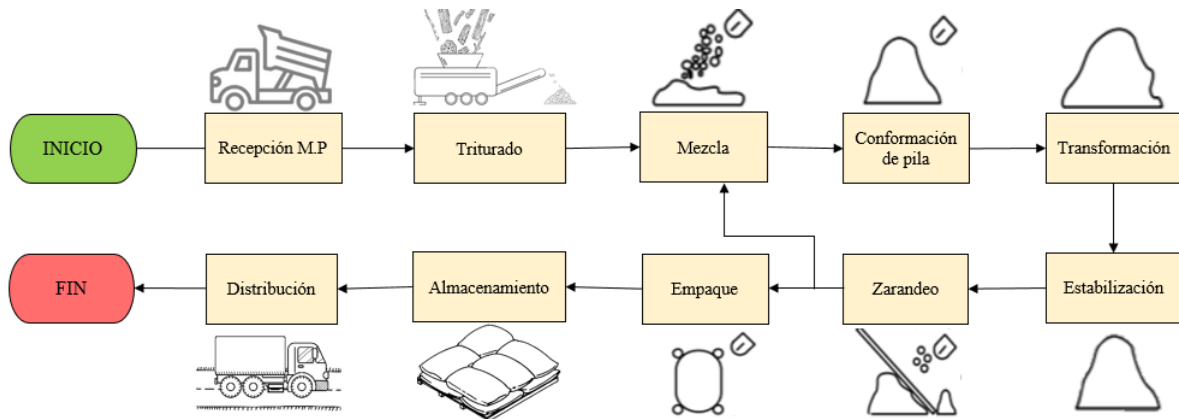 INICIO
Recepción M.P
Triturado
Mezcla
Conformación
de pila
Transformación
FIN
Distribución
Almacenamiento
Empaque
Zarandeo
Estabilización